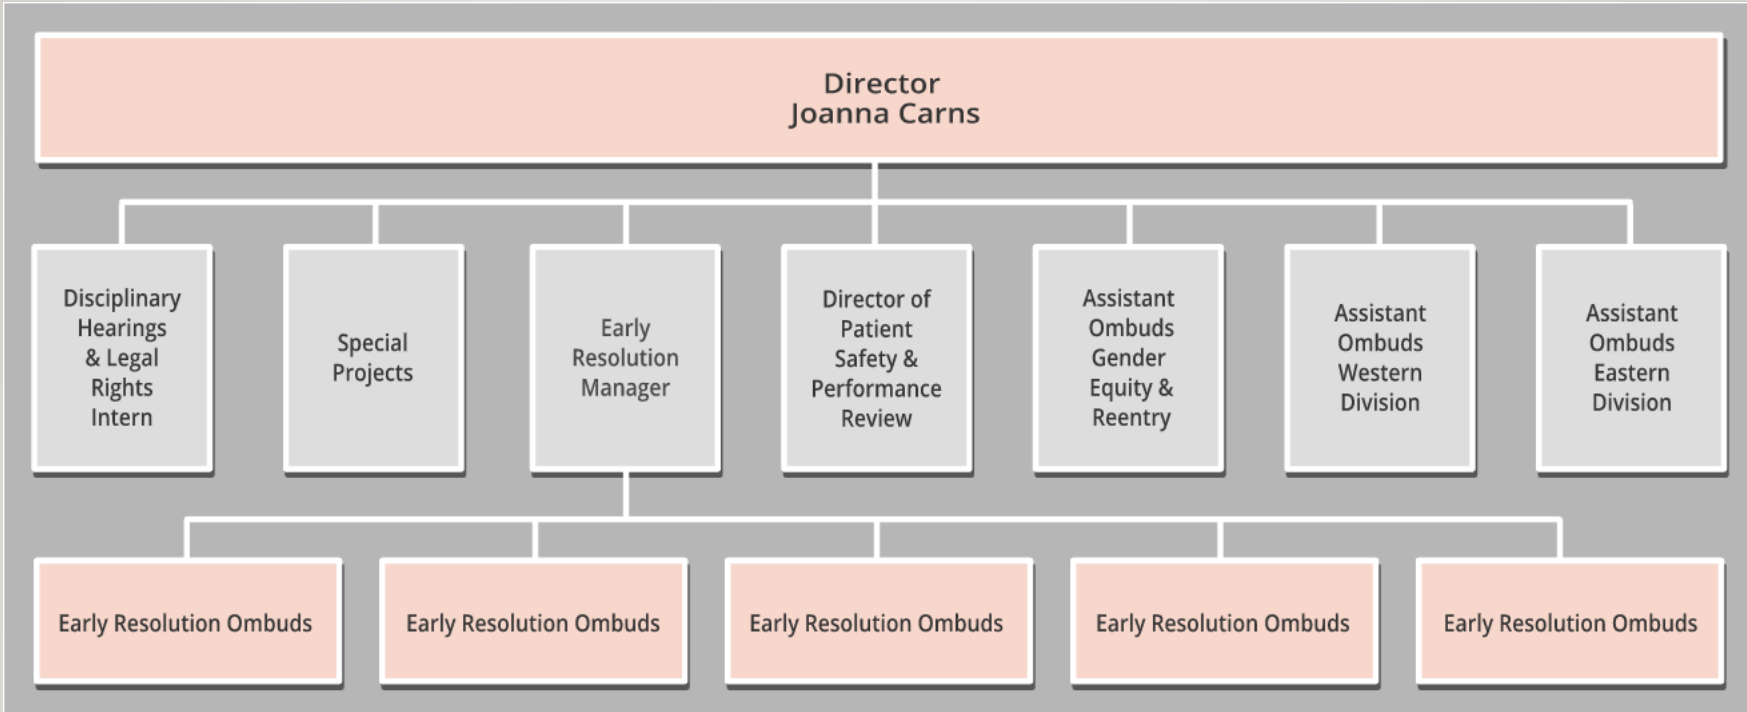 Director
Joanna Carns
Disciplinary
Hearings
& Legal
Rights
Intern
Special
Projects
Early
Resolution
Manager
Director of
Patient
Safety &
Performance
Review
Assistant
Ombuds
Gender
Equity &
Reentry
Assistant
Ombuds
Western
Division
Assistant
Ombuds
Eastern
Division
Early Resolution Ombuds
Early Resolution Ombuds
Early Resolution Ombuds
Early Resolution Ombuds
Early Resolution Ombuds